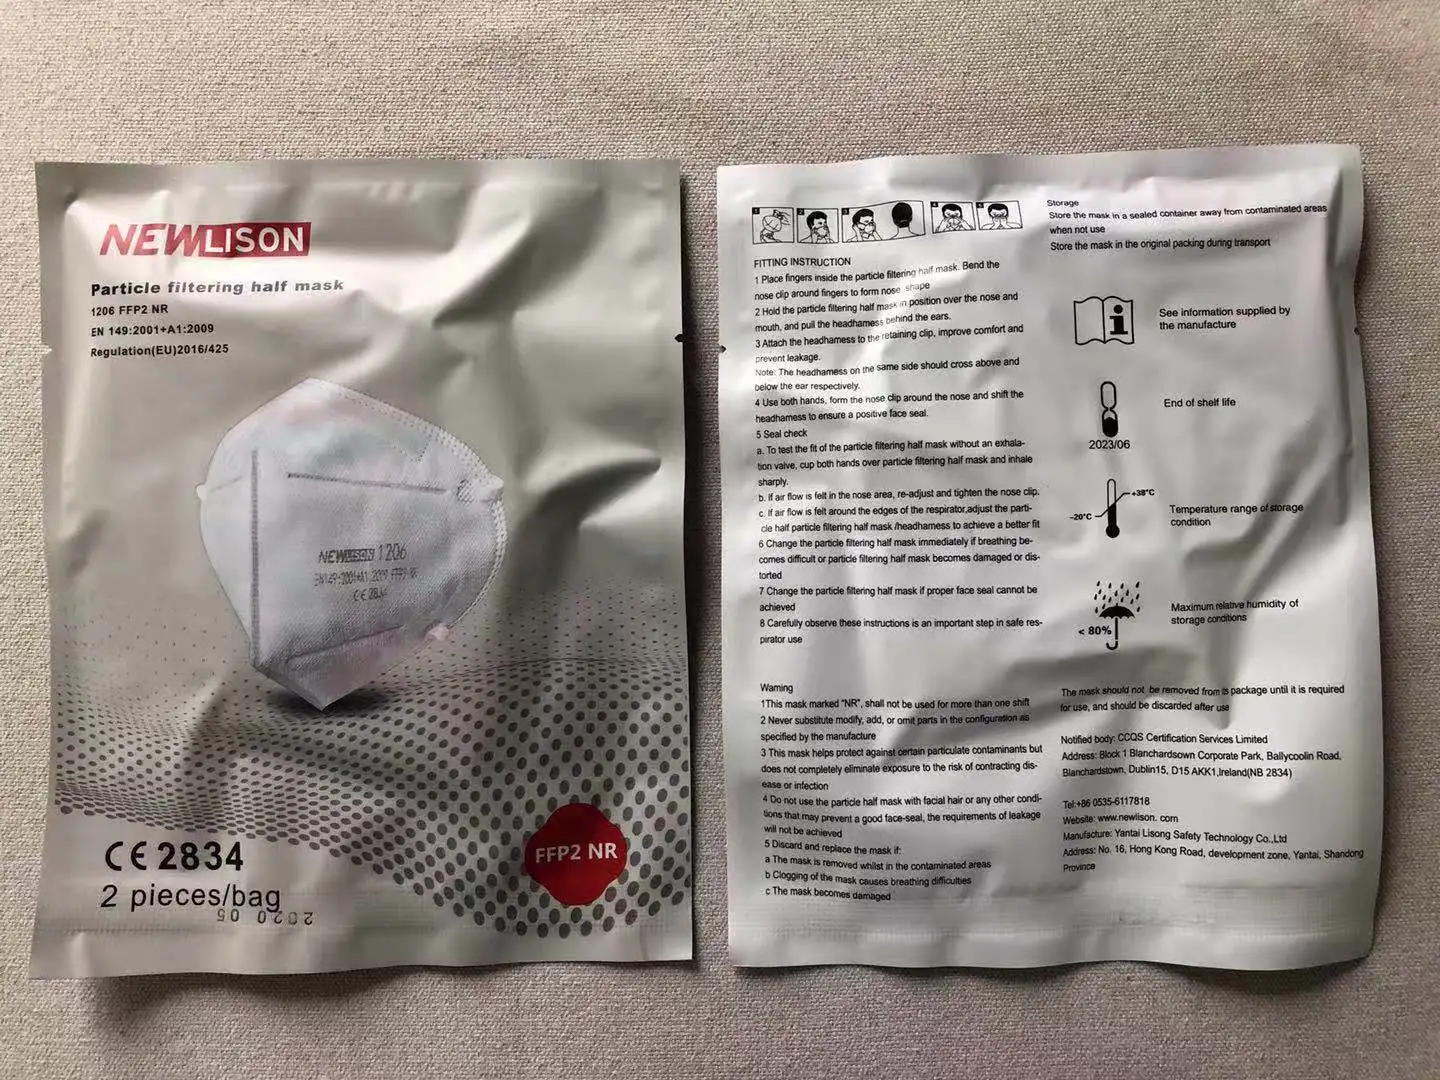 NEWLISON
Particle filtering half mask
1206 FFP2 NR
EN 149:2001+A1:2009
Regulation(EU)2016/425
NEWLISON 1206
EN149:2001+A1:2009 FFP2 NR
CE 2834
FFP2 NR
CE 2834
2 pieces/bag
2020 05
1
2
3
4
5
FITTING INSTRUCTION
1 Place fingers inside the particle filtering half mask. Bend the
nose clip around fingers to form nose shape
2 Hold the particle filtering half mask in position over the nose and
mouth, and pull the headharness behind the ears.
3 Attach the headharness to the retaining clip, improve comfort and
prevent leakage.
Note: The headharness on the same side should cross above and
below the ear respectively.
4 Use both hands, form the nose clip around the nose and shift the
headharness to ensure a positive face seal.
5 Seal check
a. To test the fit of the particle filtering half mask without an exhala-
tion valve, cup both hands over particle filtering half mask and inhale
sharply.
b. If air flow is felt in the nose area, re-adjust and tighten the nose clip.
c. If air flow is felt around the edges of the respirator,adjust the parti-
cle half particle filtering half mask /headharness to achieve a better fit
6 Change the particle filtering half mask immediately if breathing be-
comes difficult or particle filtering half mask becomes damaged or dis-
torted
7 Change the particle filtering half mask if proper face seal cannot be
achieved
8 Carefully observe these instructions is an important step in safe res-
pirator use
Warning
1This mask marked "NR", shall not be used for more than one shift
2 Never substitute modify, add, or omit parts in the configuration as
specified by the manufacture
3 This mask helps protect against certain particulate contaminants but
does not completely eliminate exposure to the risk of contracting dis-
ease or infection
4 Do not use the particle half mask with facial hair or any other condi-
tions that may prevent a good face-seal, the requirements of leakage
will not be achieved
5 Discard and replace the mask if:
a The mask is removed whilst in the contaminated areas
b Clogging of the mask causes breathing difficulties
c The mask becomes damaged
Storage
Store the mask in a sealed container away from contaminated areas
when not use
Store the mask in the original packing during transport
i
See information supplied by
the manufacture
End of shelf life
2023/06
+38°C
-20°C
Temperature range of storage
condition
< 80%
Maximum relative humidity of
storage conditions
The mask should not be removed from its package until it is required
for use, and should be discarded after use
Notified body: CCQS Certification Services Limited
Address: Block 1 Blanchardsown Corporate Park, Ballycoolin Road,
Blanchardstown, Dublin15, D15 AKK1,Ireland(NB 2834)
Tel:+86 0535-6117818
Website: www.newlison. com
Manufacture: Yantai Lisong Safety Technology Co.,Ltd
Address: No. 16, Hong Kong Road, development zone, Yantai, Shandong
Province